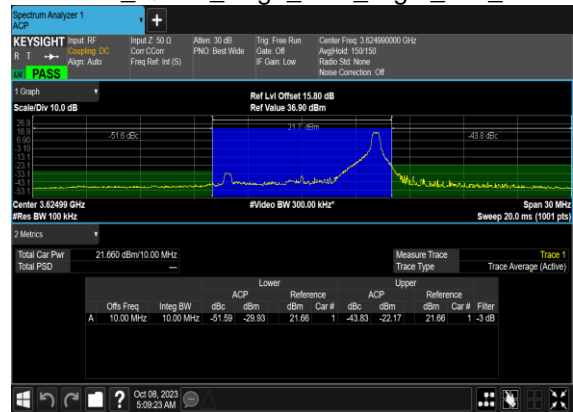 Spectrum Analyzer 1
ACP
+
KEYSIGHT Input: RF Input Z: 50 Ω Atten: 30 dB Trig: Free Run Center Freq: 3.624990000 GHz
R T Coupling: DC Corr CCorr PNO: Best Wide Gate: Off Avg|Hold: 150/150
Align: Auto Freq Ref: Int (S) IF Gain: Low Radio Std: None
LXI PASS Noise Correction: Off
1 Graph Ref Lvl Offset 15.80 dB
Scale/Div 10.0 dB Ref Value 36.90 dBm
26.9
16.9
6.90
-3.10
-13.1
-23.1
-33.1
-43.1
-53.1
-51.6 dBc 21.7 dBm -43.8 dBc
Center 3.62499 GHz #Video BW 300.00 kHz* Span 30 MHz
#Res BW 100 kHz Sweep 20.0 ms (1001 pts)
2 Metrics
Total Car Pwr 21.660 dBm/10.00 MHz Measure Trace Trace 1
Total PSD --- Trace Type Trace Average (Active)
Lower Upper
ACP Reference ACP Reference
Offs Freq Integ BW dBc dBm dBm Car # dBc dBm dBm Car # Filter
A 10.00 MHz 10.00 MHz -51.59 -29.93 21.66 1 -43.83 -22.17 21.66 1 -3 dB
? Oct 08, 2023
5:09:23 AM